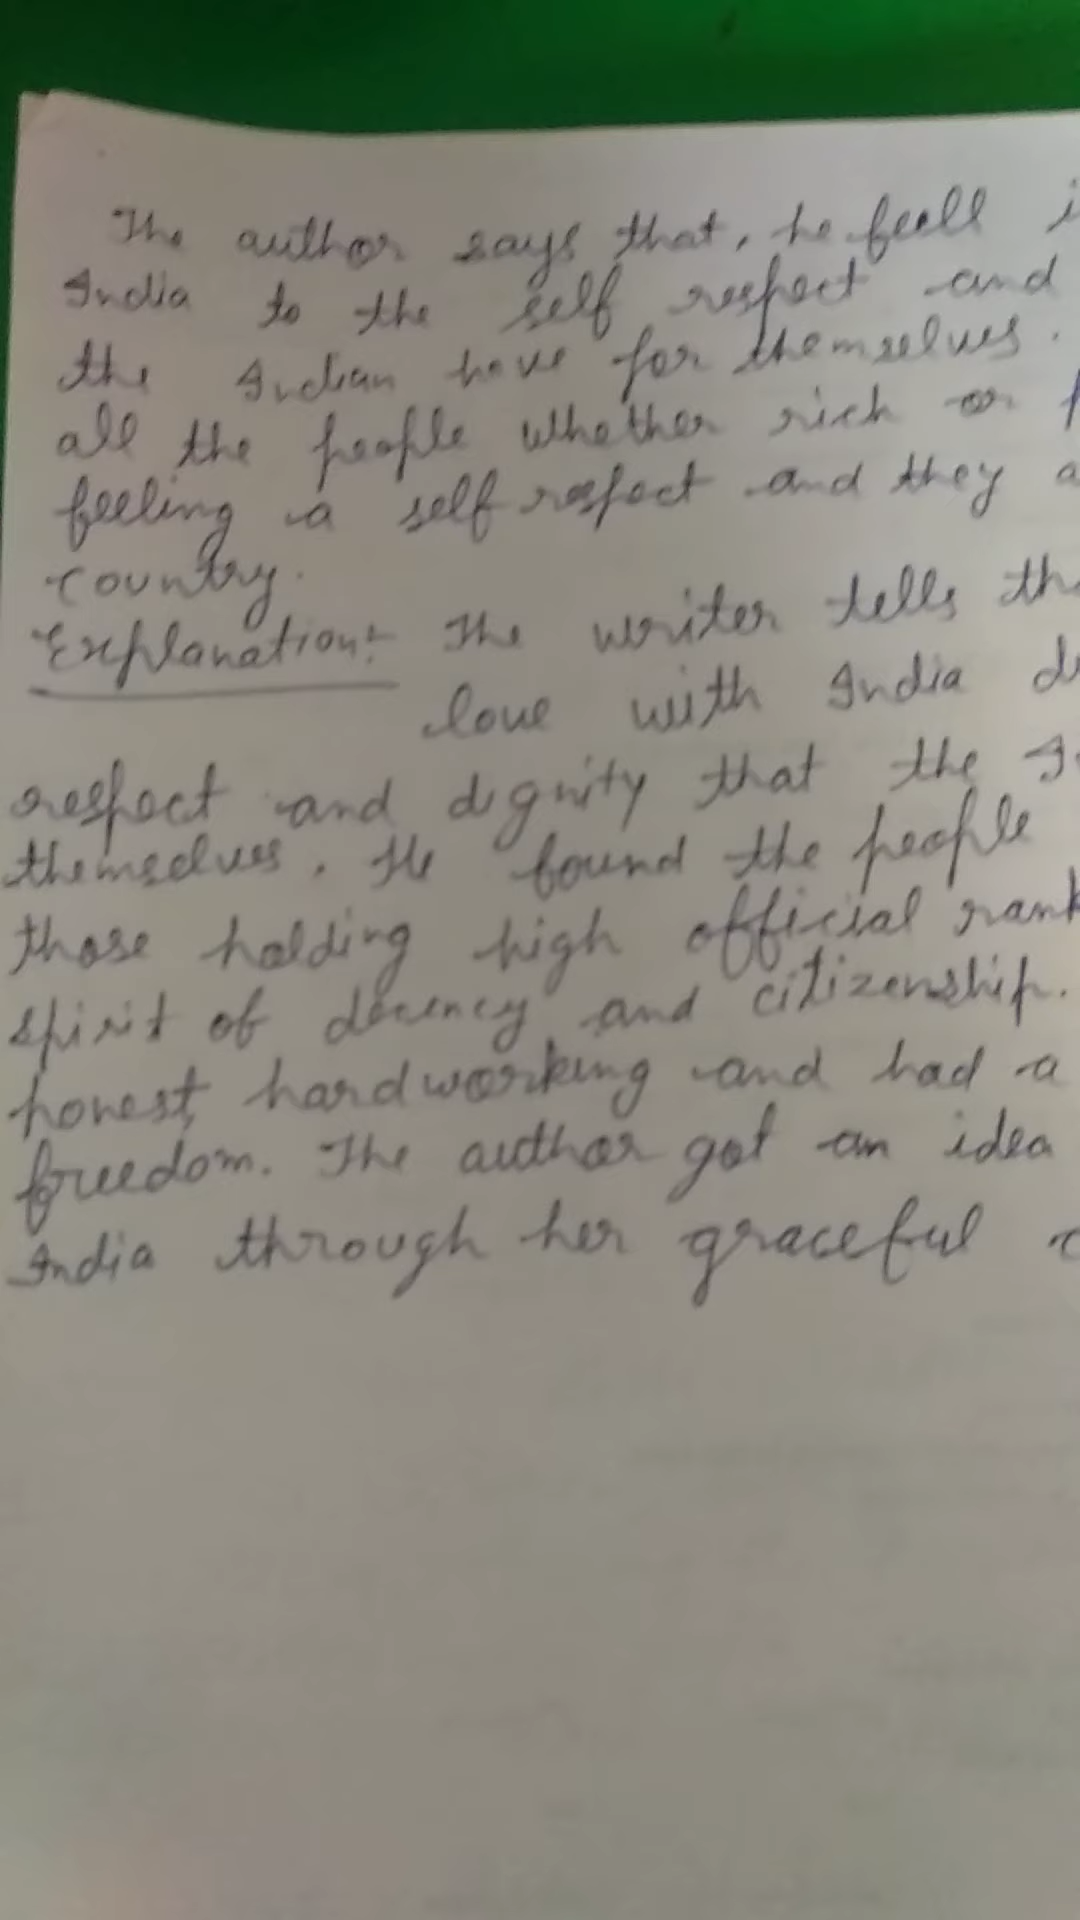 The author says that, he feell i
India to the self respect and
the Indian have for themselves.
all the people whether rich or p
feeling a self respect and they a
country.
Explanation:- The writer tells th
love with India d
respect and dignity that the I
themselves. He found the people
those holding high official rank
spirit of decency and citizenship.
honest, hardworking and had a
freedom. The author got an idea
India through her graceful c